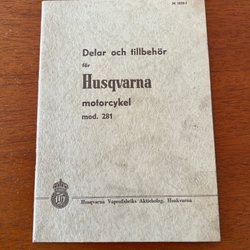 Delar och tillbehör
för
Husqvarna
motorcykel
mod. 281
Husqvarna Vapenfabriks Aktiebolag, Huskvarna